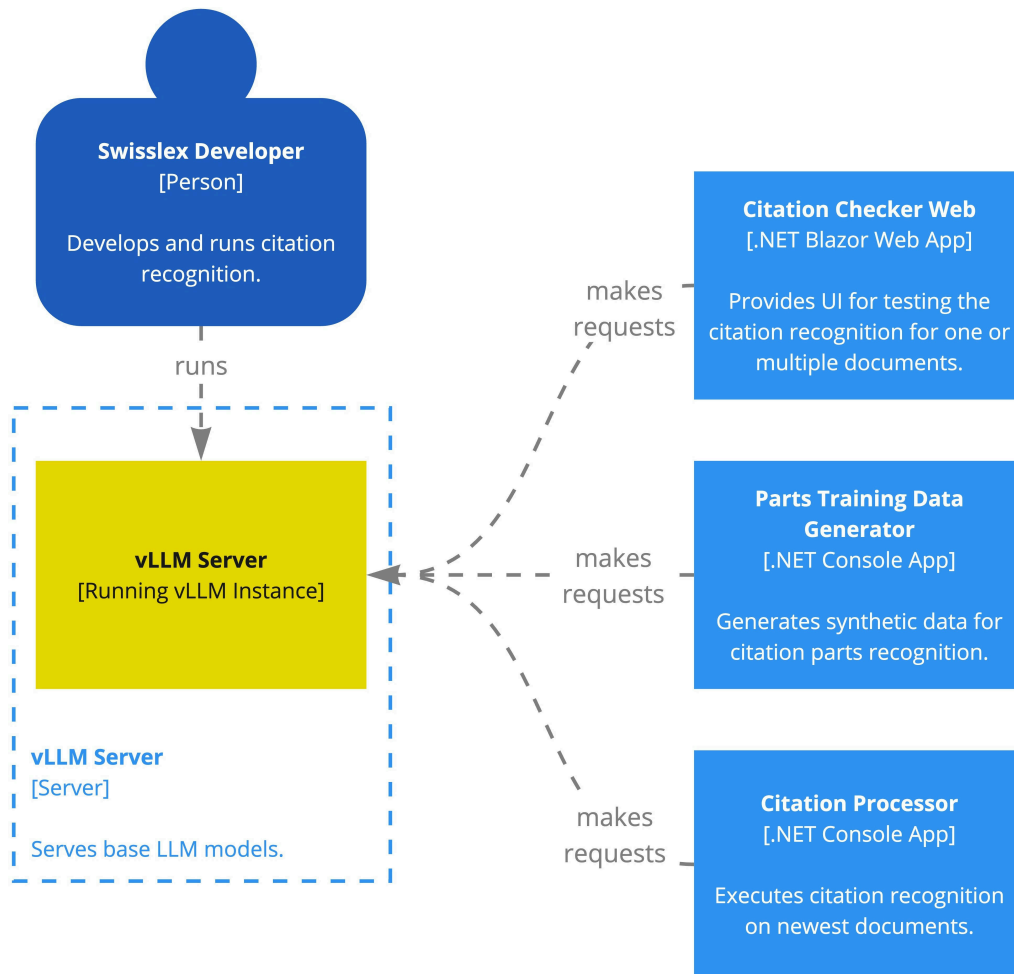 Swisslex Developer
[Person]
Develops and runs citation
recognition.
runs
vLLM Server
[Running vLLM Instance]
vLLM Server
[Server]
Serves base LLM models.
makes
requests
Citation Checker Web
[.NET Blazor Web App]
Provides UI for testing the
citation recognition for one or
multiple documents.
makes
requests
Parts Training Data
Generator
[.NET Console App]
Generates synthetic data for
citation parts recognition.
makes
requests
Citation Processor
[.NET Console App]
Executes citation recognition
on newest documents.